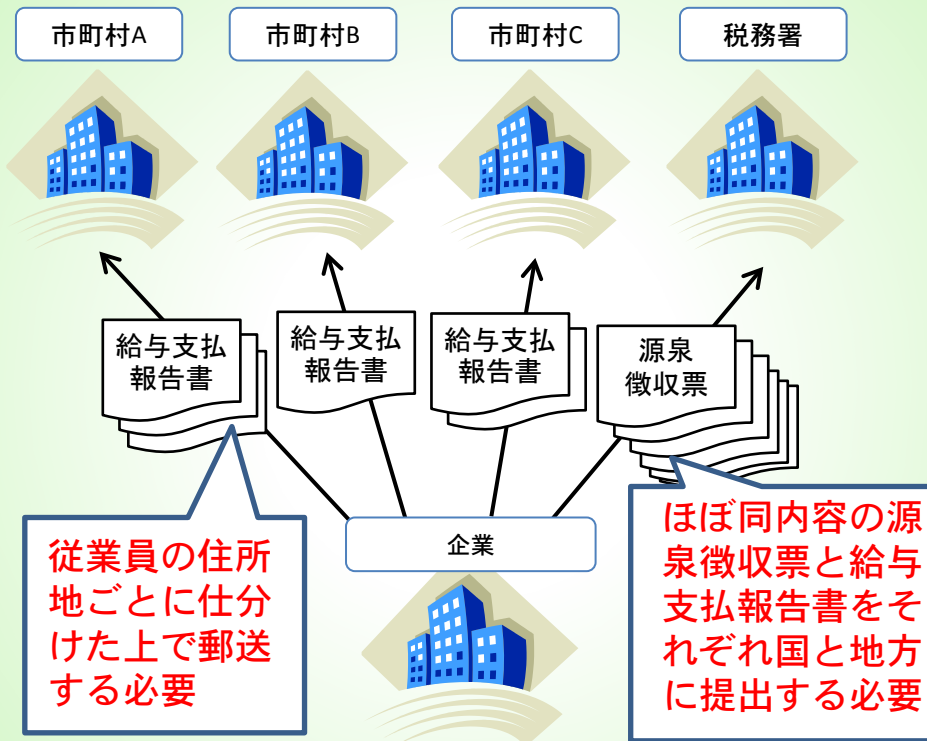 市町村A
市町村B
市町村C
税務署
給与支払
報告書
給与支払
報告書
給与支払
報告書
源泉
徴収票
企業
従業員の住所
地ごとに仕分
けた上で郵送
する必要
ほぼ同内容の源
泉徴収票と給与
支払報告書をそ
れぞれ国と地方
に提出する必要